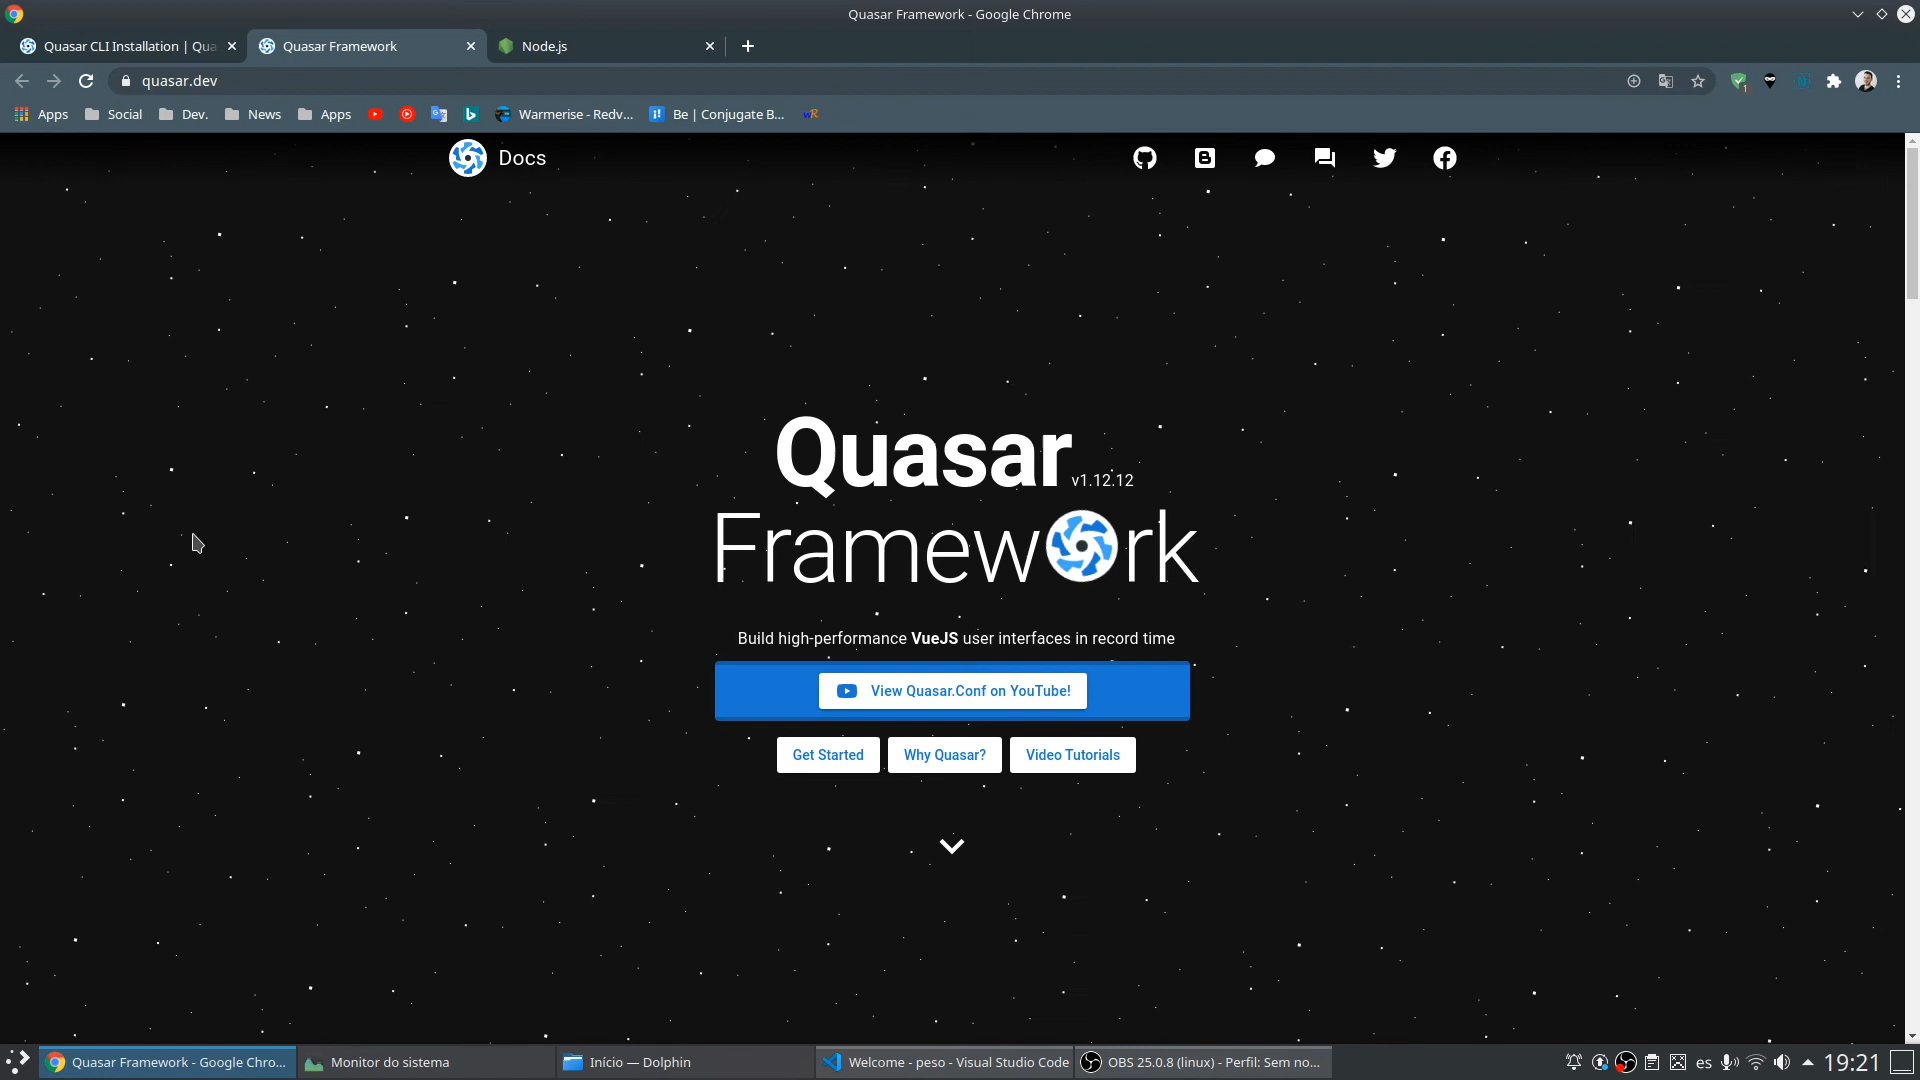 Quasar Framework - Google Chrome
Quasar CLI Installation | Qua
Quasar Framework
Node.js
quasar.dev
1
Apps
Social
Dev.
News
Apps
Warmerise - Redv...
Be | Conjugate B...
wR
Docs
Quasar v1.12.12
Framework
Build high-performance VueJS user interfaces in record time
View Quasar.Conf on YouTube!
Get Started
Why Quasar?
Video Tutorials
Quasar Framework - Google Chro...
Monitor do sistema
Início — Dolphin
Welcome - peso - Visual Studio Code
OBS 25.0.8 (linux) - Perfil: Sem no...
es
19:21